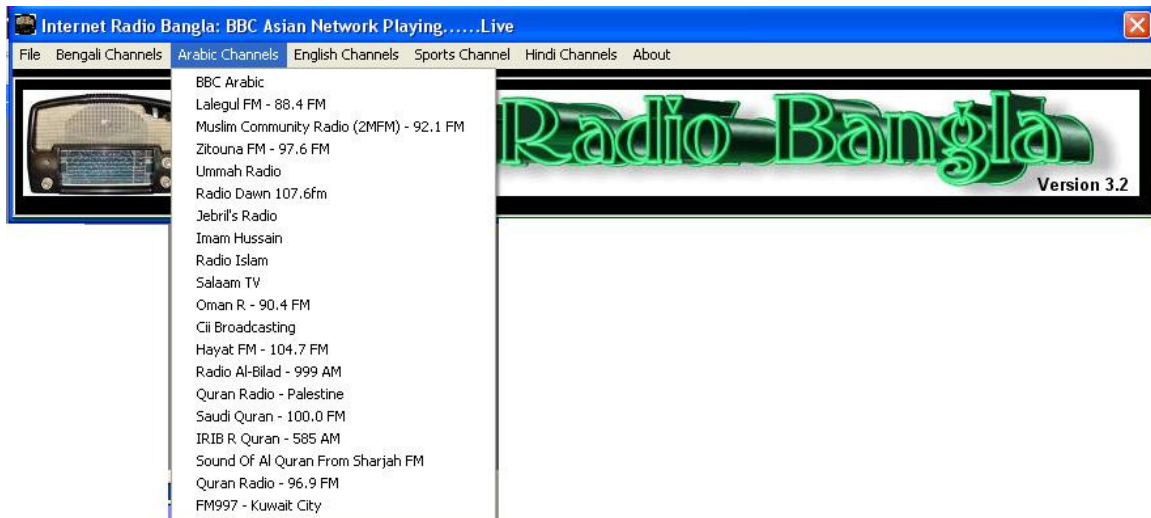 Internet Radio Bangla: BBC Asian Network Playing......Live
File Bengali Channels Arabic Channels English Channels Sports Channel Hindi Channels About
Radio Bangla
Version 3.2
BBC Arabic
Lalegul FM - 88.4 FM
Muslim Community Radio (2MFM) - 92.1 FM
Zitouna FM - 97.6 FM
Ummah Radio
Radio Dawn 107.6fm
Jebril's Radio
Imam Hussain
Radio Islam
Salaam TV
Oman R - 90.4 FM
Cii Broadcasting
Hayat FM - 104.7 FM
Radio Al-Bilad - 999 AM
Quran Radio - Palestine
Saudi Quran - 100.0 FM
IRIB R Quran - 585 AM
Sound Of Al Quran From Sharjah FM
Quran Radio - 96.9 FM
FM997 - Kuwait City